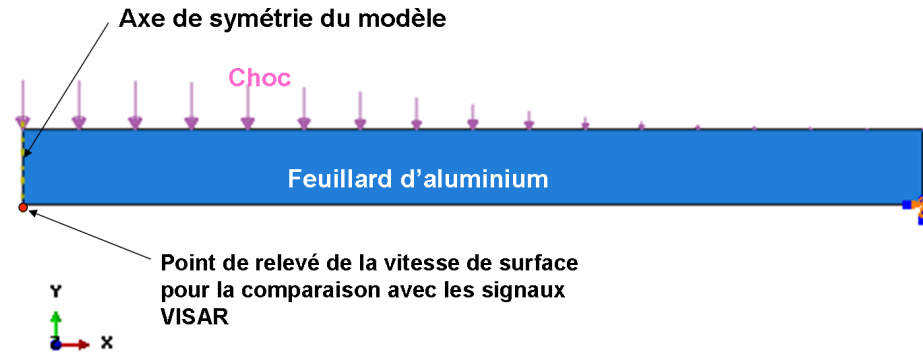 Axe de symétrie du modèle
Choc
Feuillard d’aluminium
Point de relevé de la vitesse de surface
pour la comparaison avec les signaux
VISAR
Y
Z
X